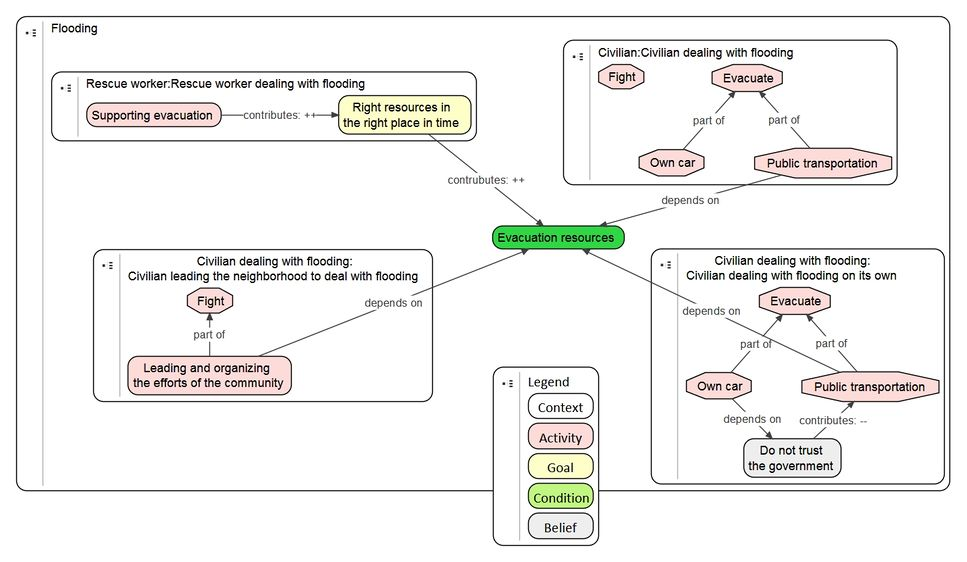 Flooding
Rescue worker:Rescue worker dealing with flooding
Supporting evacuation
contributes: ++
Right resources in
the right place in time
Civilian:Civilian dealing with flooding
Fight
Evacuate
part of
part of
Own car
Public transportation
contrubutes: ++
depends on
Evacuation resources
Civilian dealing with flooding:
Civilian leading the neighborhood to deal with flooding
Fight
part of
Leading and organizing
the efforts of the community
depends on
Civilian dealing with flooding:
Civilian dealing with flooding on its own
Evacuate
depends on
part of
part of
Own car
Public transportation
depends on
contributes: --
Do not trust
the government
Legend
Context
Activity
Goal
Condition
Belief